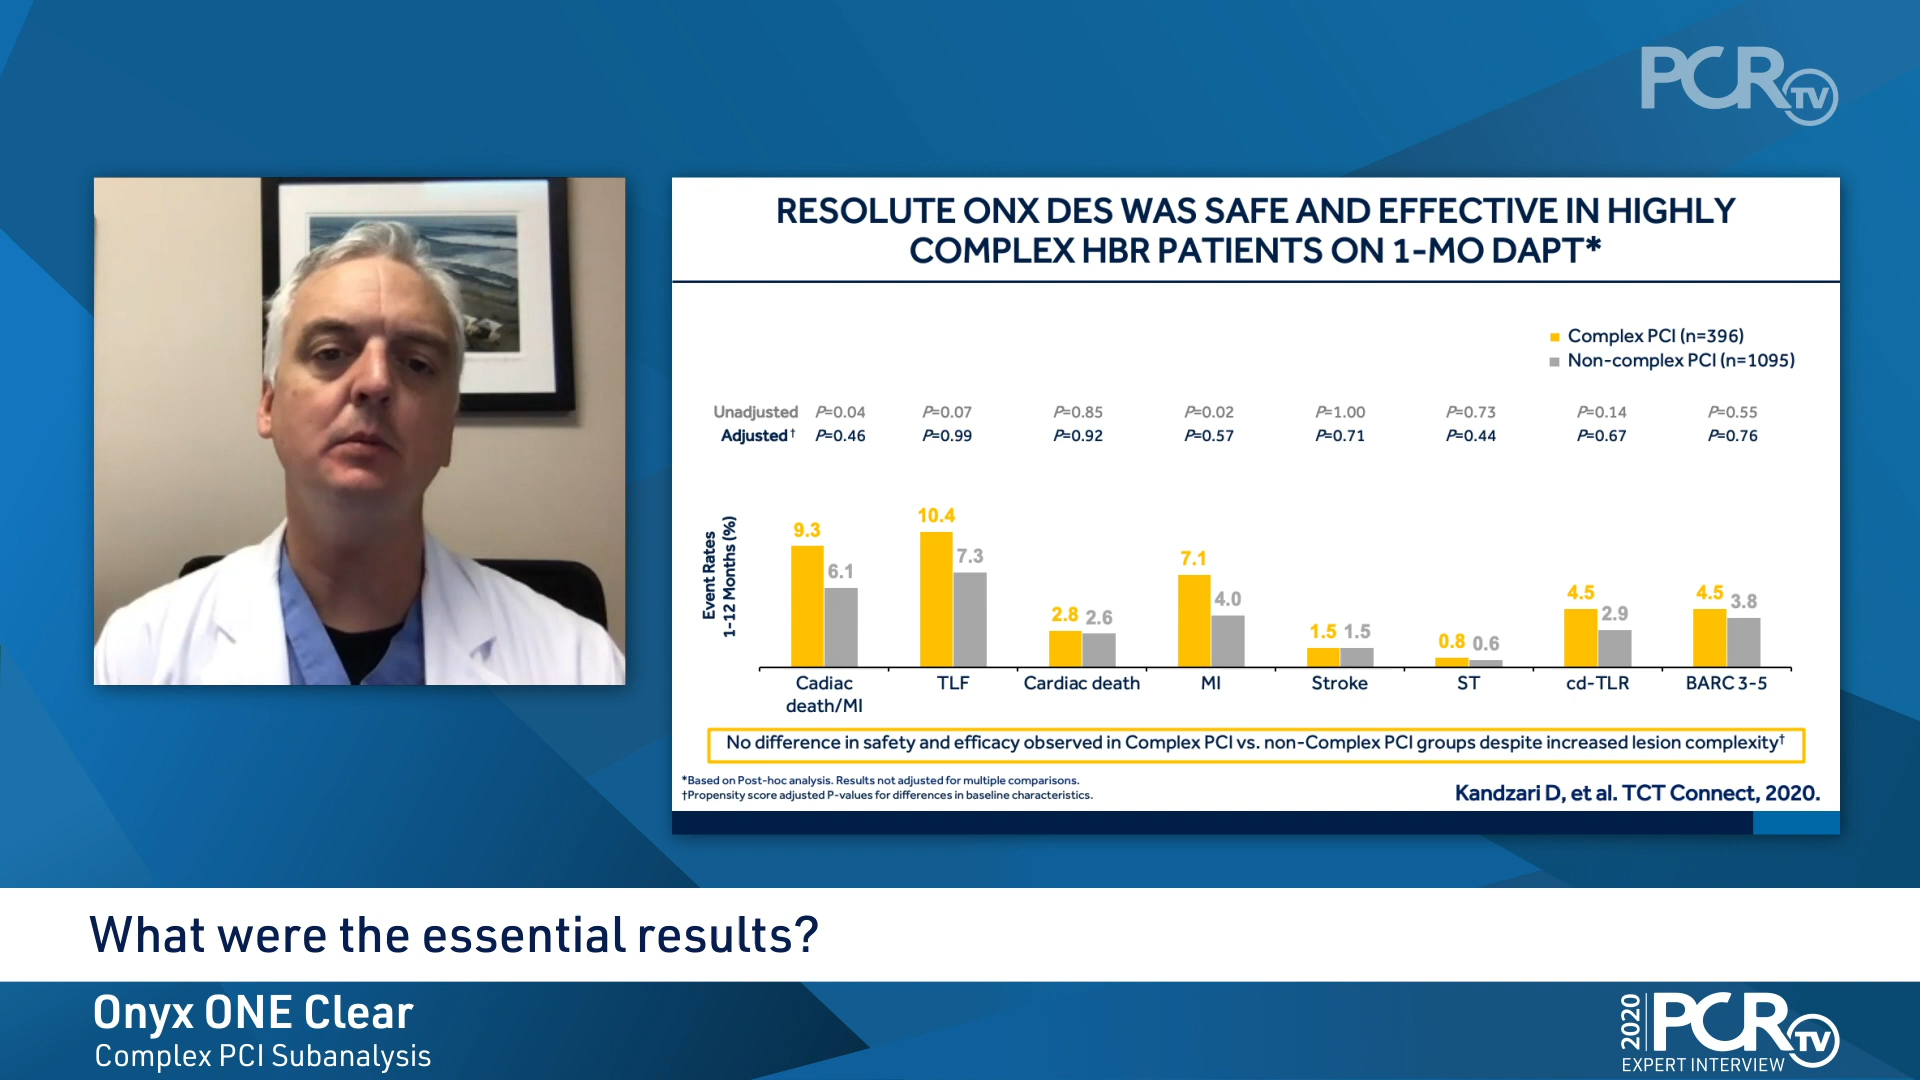 PCR TV
RESOLUTE ONX DES WAS SAFE AND EFFECTIVE IN HIGHLY
COMPLEX HBR PATIENTS ON 1-MO DAPT*
Complex PCI (n=396)
Non-complex PCI (n=1095)
Unadjusted P=0.04 P=0.07 P=0.85 P=0.02 P=1.00 P=0.73 P=0.14 P=0.55
Adjusted† P=0.46 P=0.99 P=0.92 P=0.57 P=0.71 P=0.44 P=0.67 P=0.76
Event Rates
1-12 Months (%)
9.3 6.1 10.4 7.3 2.8 2.6 7.1 4.0 1.5 1.5 0.8 0.6 4.5 2.9 4.5 3.8
Cadiac TLF Cardiac death MI Stroke ST cd-TLR BARC 3-5
death/MI
No difference in safety and efficacy observed in Complex PCI vs. non-Complex PCI groups despite increased lesion complexity†
*Based on Post-hoc analysis. Results not adjusted for multiple comparisons.
†Propensity score adjusted P-values for differences in baseline characteristics.
Kandzari D, et al. TCT Connect, 2020.
What were the essential results?
Onyx ONE Clear
Complex PCI Subanalysis
2020 PCR TV
EXPERT INTERVIEW